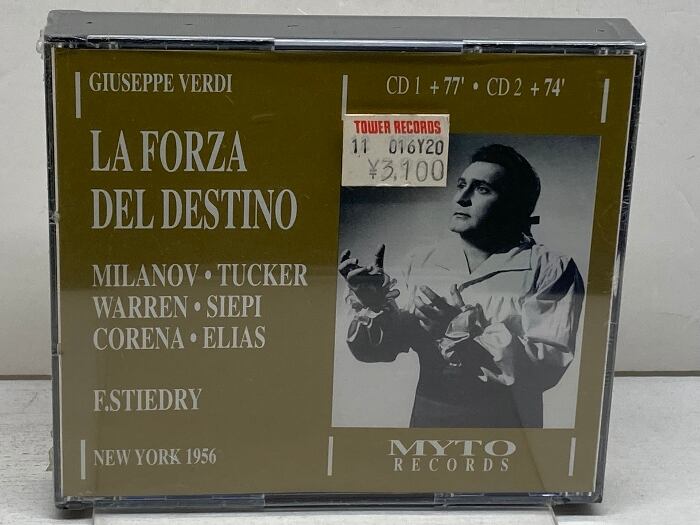 GIUSEPPE VERDI
CD 1 + 77' • CD 2 + 74'
TOWER RECORDS
11 016Y20
¥3,100
LA FORZA
DEL DESTINO
MILANOV • TUCKER
WARREN • SIEPI
CORENA • ELIAS
F.STIEDRY
NEW YORK 1956
MYTO
RECORDS